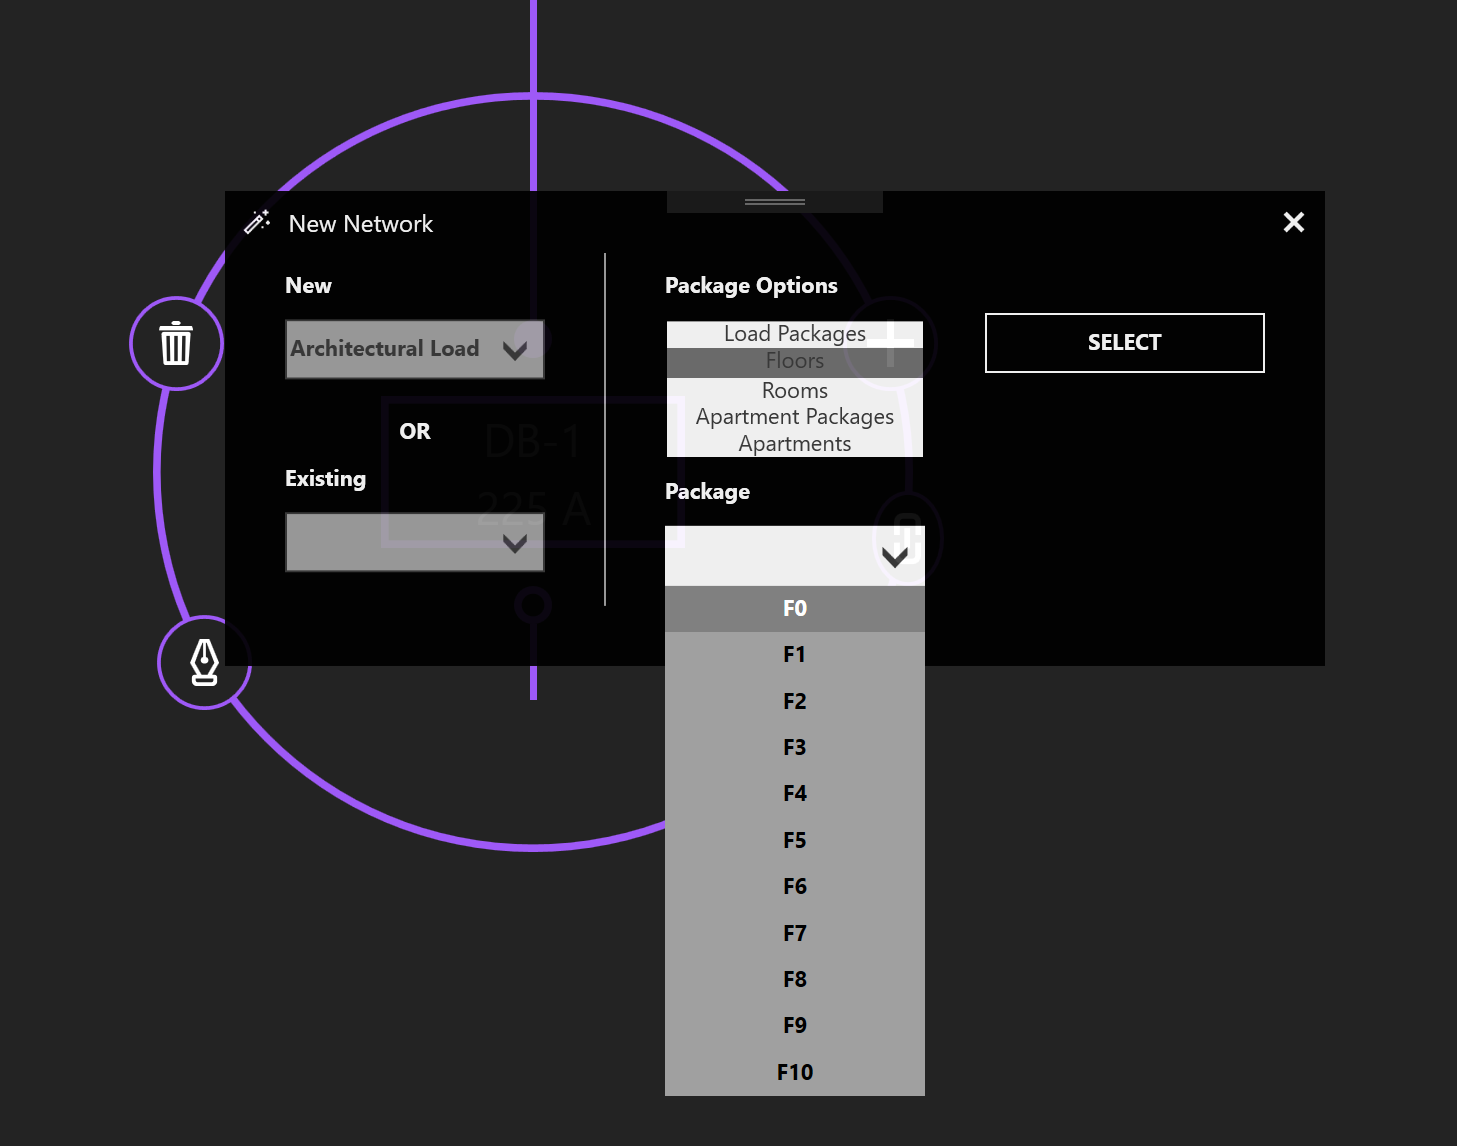 New Network
New
Architectural Load
OR
Existing
DB-1
225 A
Package Options
Load Packages
Floors
Rooms
Apartment Packages
Apartments
Package
F0
F1
F2
F3
F4
F5
F6
F7
F8
F9
F10
SELECT